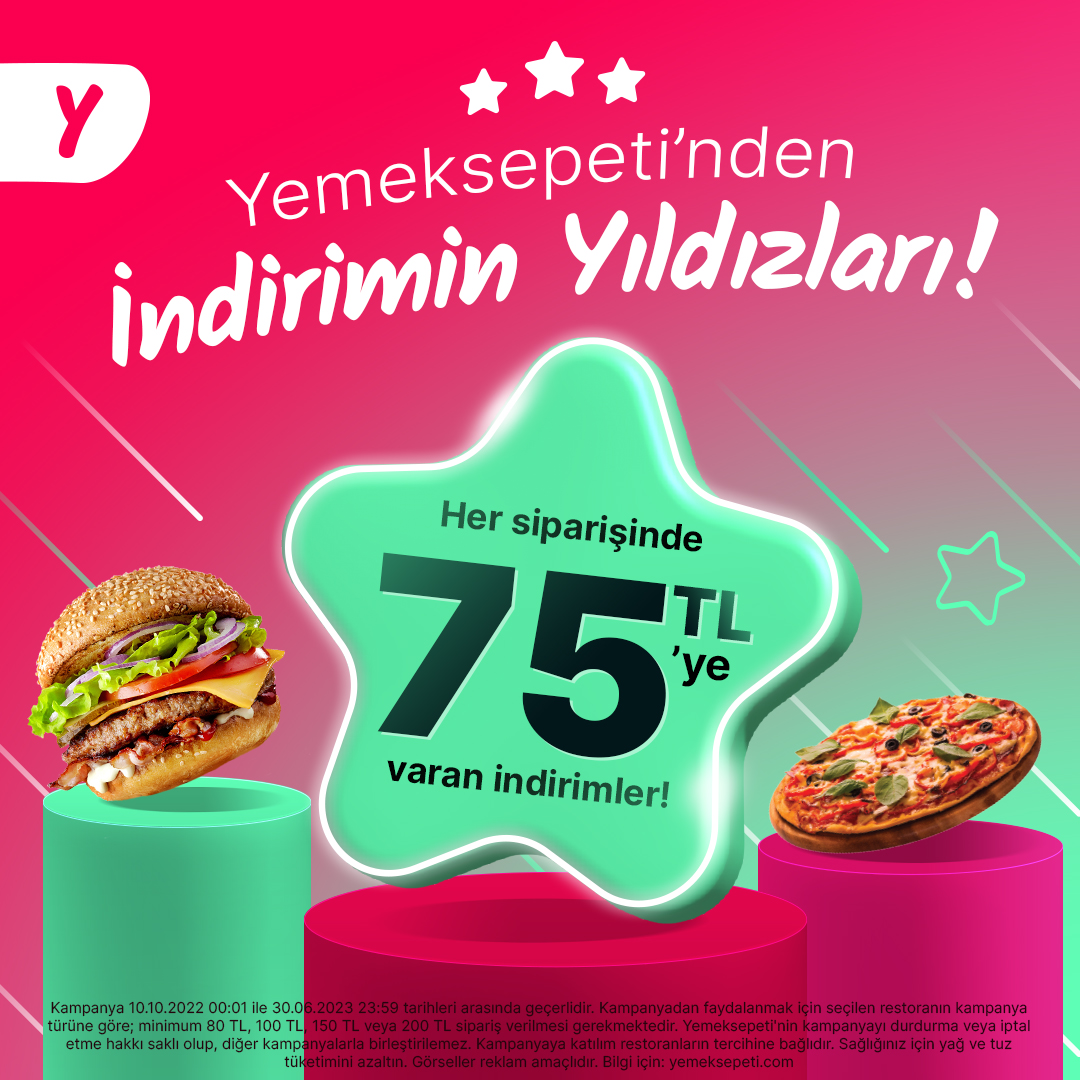 Y
Yemeksepeti’nden
İndirimin Yıldızları!
Her siparişinde
75 TL
’ye
varan indirimler!
Kampanya 10.10.2022 00:01 ile 30.06.2023 23:59 tarihleri arasında geçerlidir. Kampanyadan faydalanmak için seçilen restoranın kampanya
türüne göre; minimum 80 TL, 100 TL, 150 TL veya 200 TL sipariş verilmesi gerekmektedir. Yemeksepeti'nin kampanyayı durdurma veya iptal
etme hakkı saklı olup, diğer kampanyalarla birleştirilemez. Kampanyaya katılım restoranların tercihine bağlıdır. Sağlığınız için yağ ve tuz
tüketimini azaltın. Görseller reklam amaçlıdır. Bilgi için: yemeksepeti.com